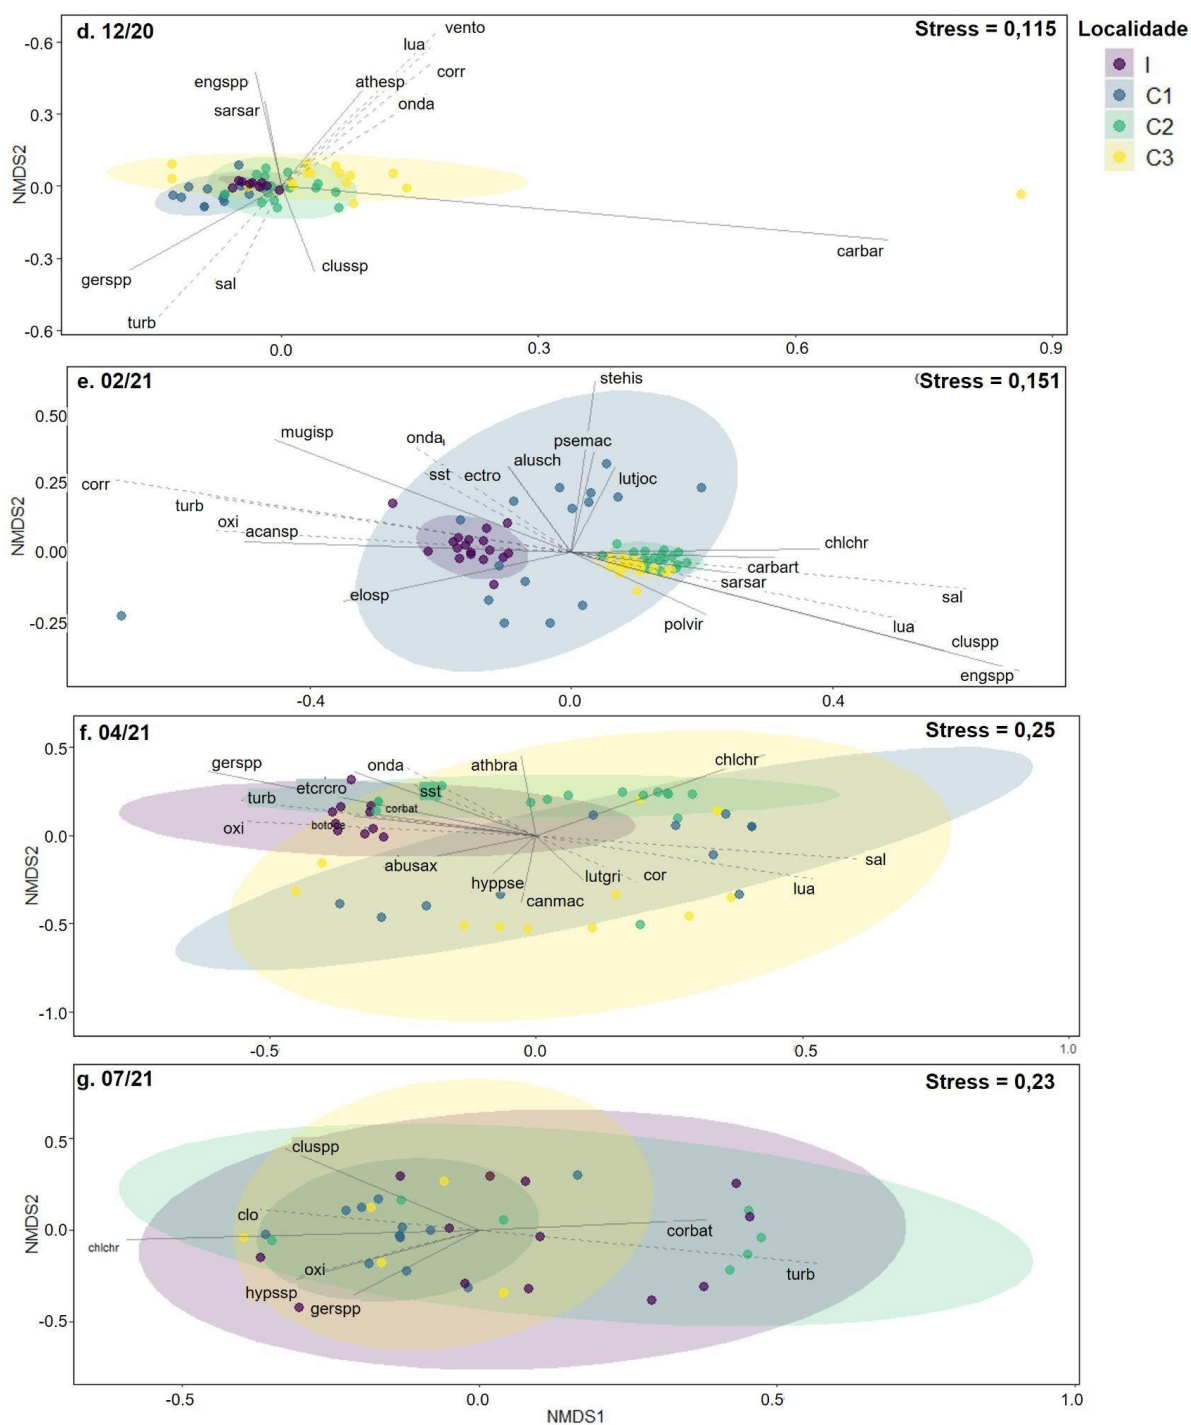 d. 12/20
Stress = 0,115
Localidade
I
C1
C2
C3
vento
lua
corr
engspp
athesp
onda
sarsar
-0.6
0.3
0.0
-0.3
-0.6
NMDS2
carbar
clussp
gerspp
sal
turb
0.0
0.3
0.6
0.9
e. 02/21
Stress = 0,151
stehis
mugisp
onda
psemac
alusch
sst
ectro
lutjoc
corr
turb
oxi
acansp
0.50
0.25
0.00
-0.25
NMDS2
chlchr
carbart
sarsar
elosp
sal
polvir
lua
cluspp
engspp
-0.4
0.0
0.4
f. 04/21
Stress = 0,25
gerspp
onda
athbra
chlchr
etcrcro
sst
turb
corbat
oxi
abusax
sal
hyppse
lutgri
cor
lua
canmac
0.5
0.0
-0.5
-1.0
NMDS2
-0.5
0.0
0.5
1.0
g. 07/21
Stress = 0,23
cluspp
clo
corbat
chlchr
oxi
turb
hypssp
gerspp
0.5
0.0
-0.5
NMDS2
-0.5
0.0
0.5
1.0
NMDS1